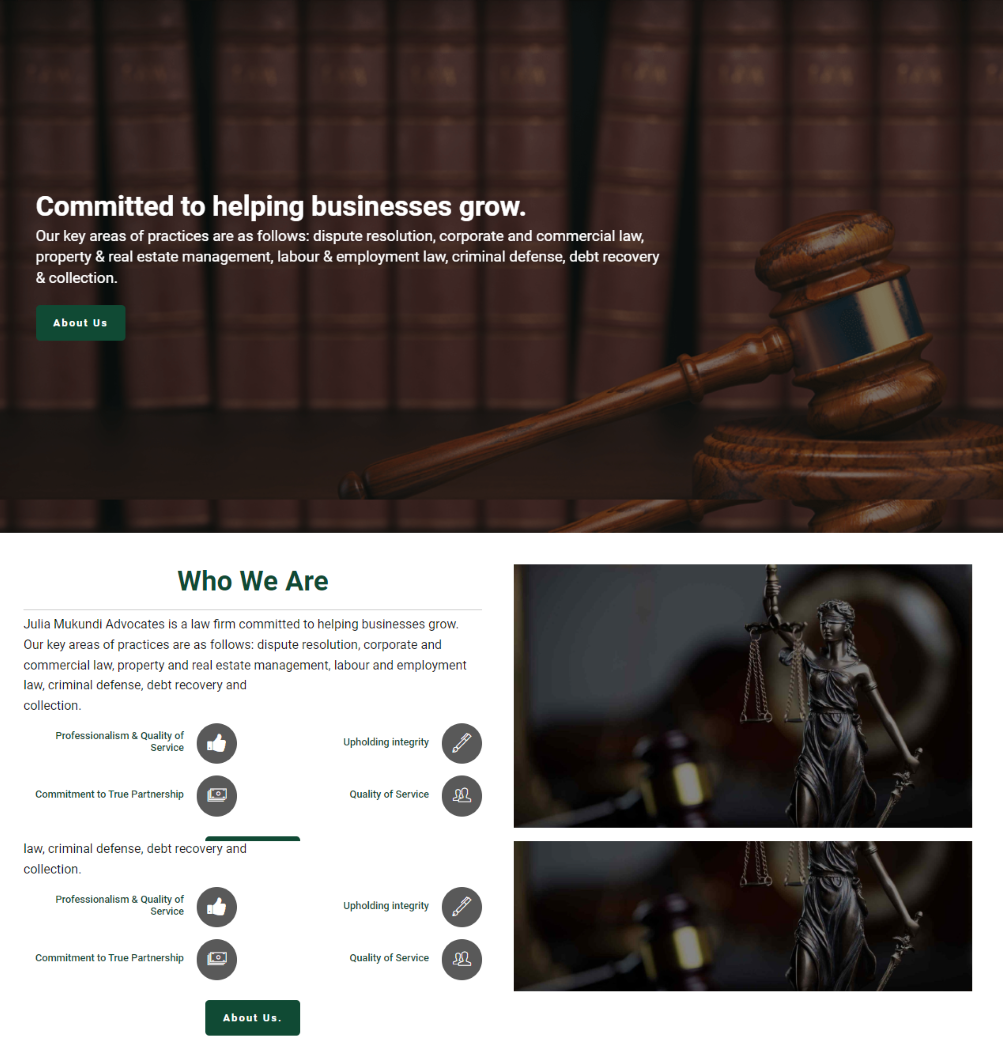 Committed to helping businesses grow.
Our key areas of practices are as follows: dispute resolution, corporate and commercial law,
property & real estate management, labour & employment law, criminal defense, debt recovery
& collection.
About Us
Who We Are
Julia Mukundi Advocates is a law firm committed to helping businesses grow.
Our key areas of practices are as follows: dispute resolution, corporate and
commercial law, property and real estate management, labour and employment
law, criminal defense, debt recovery and
collection.
Professionalism & Quality of
Service
Upholding integrity
Commitment to True Partnership
Quality of Service
law, criminal defense, debt recovery and
collection.
Professionalism & Quality of
Service
Upholding integrity
Commitment to True Partnership
Quality of Service
About Us.